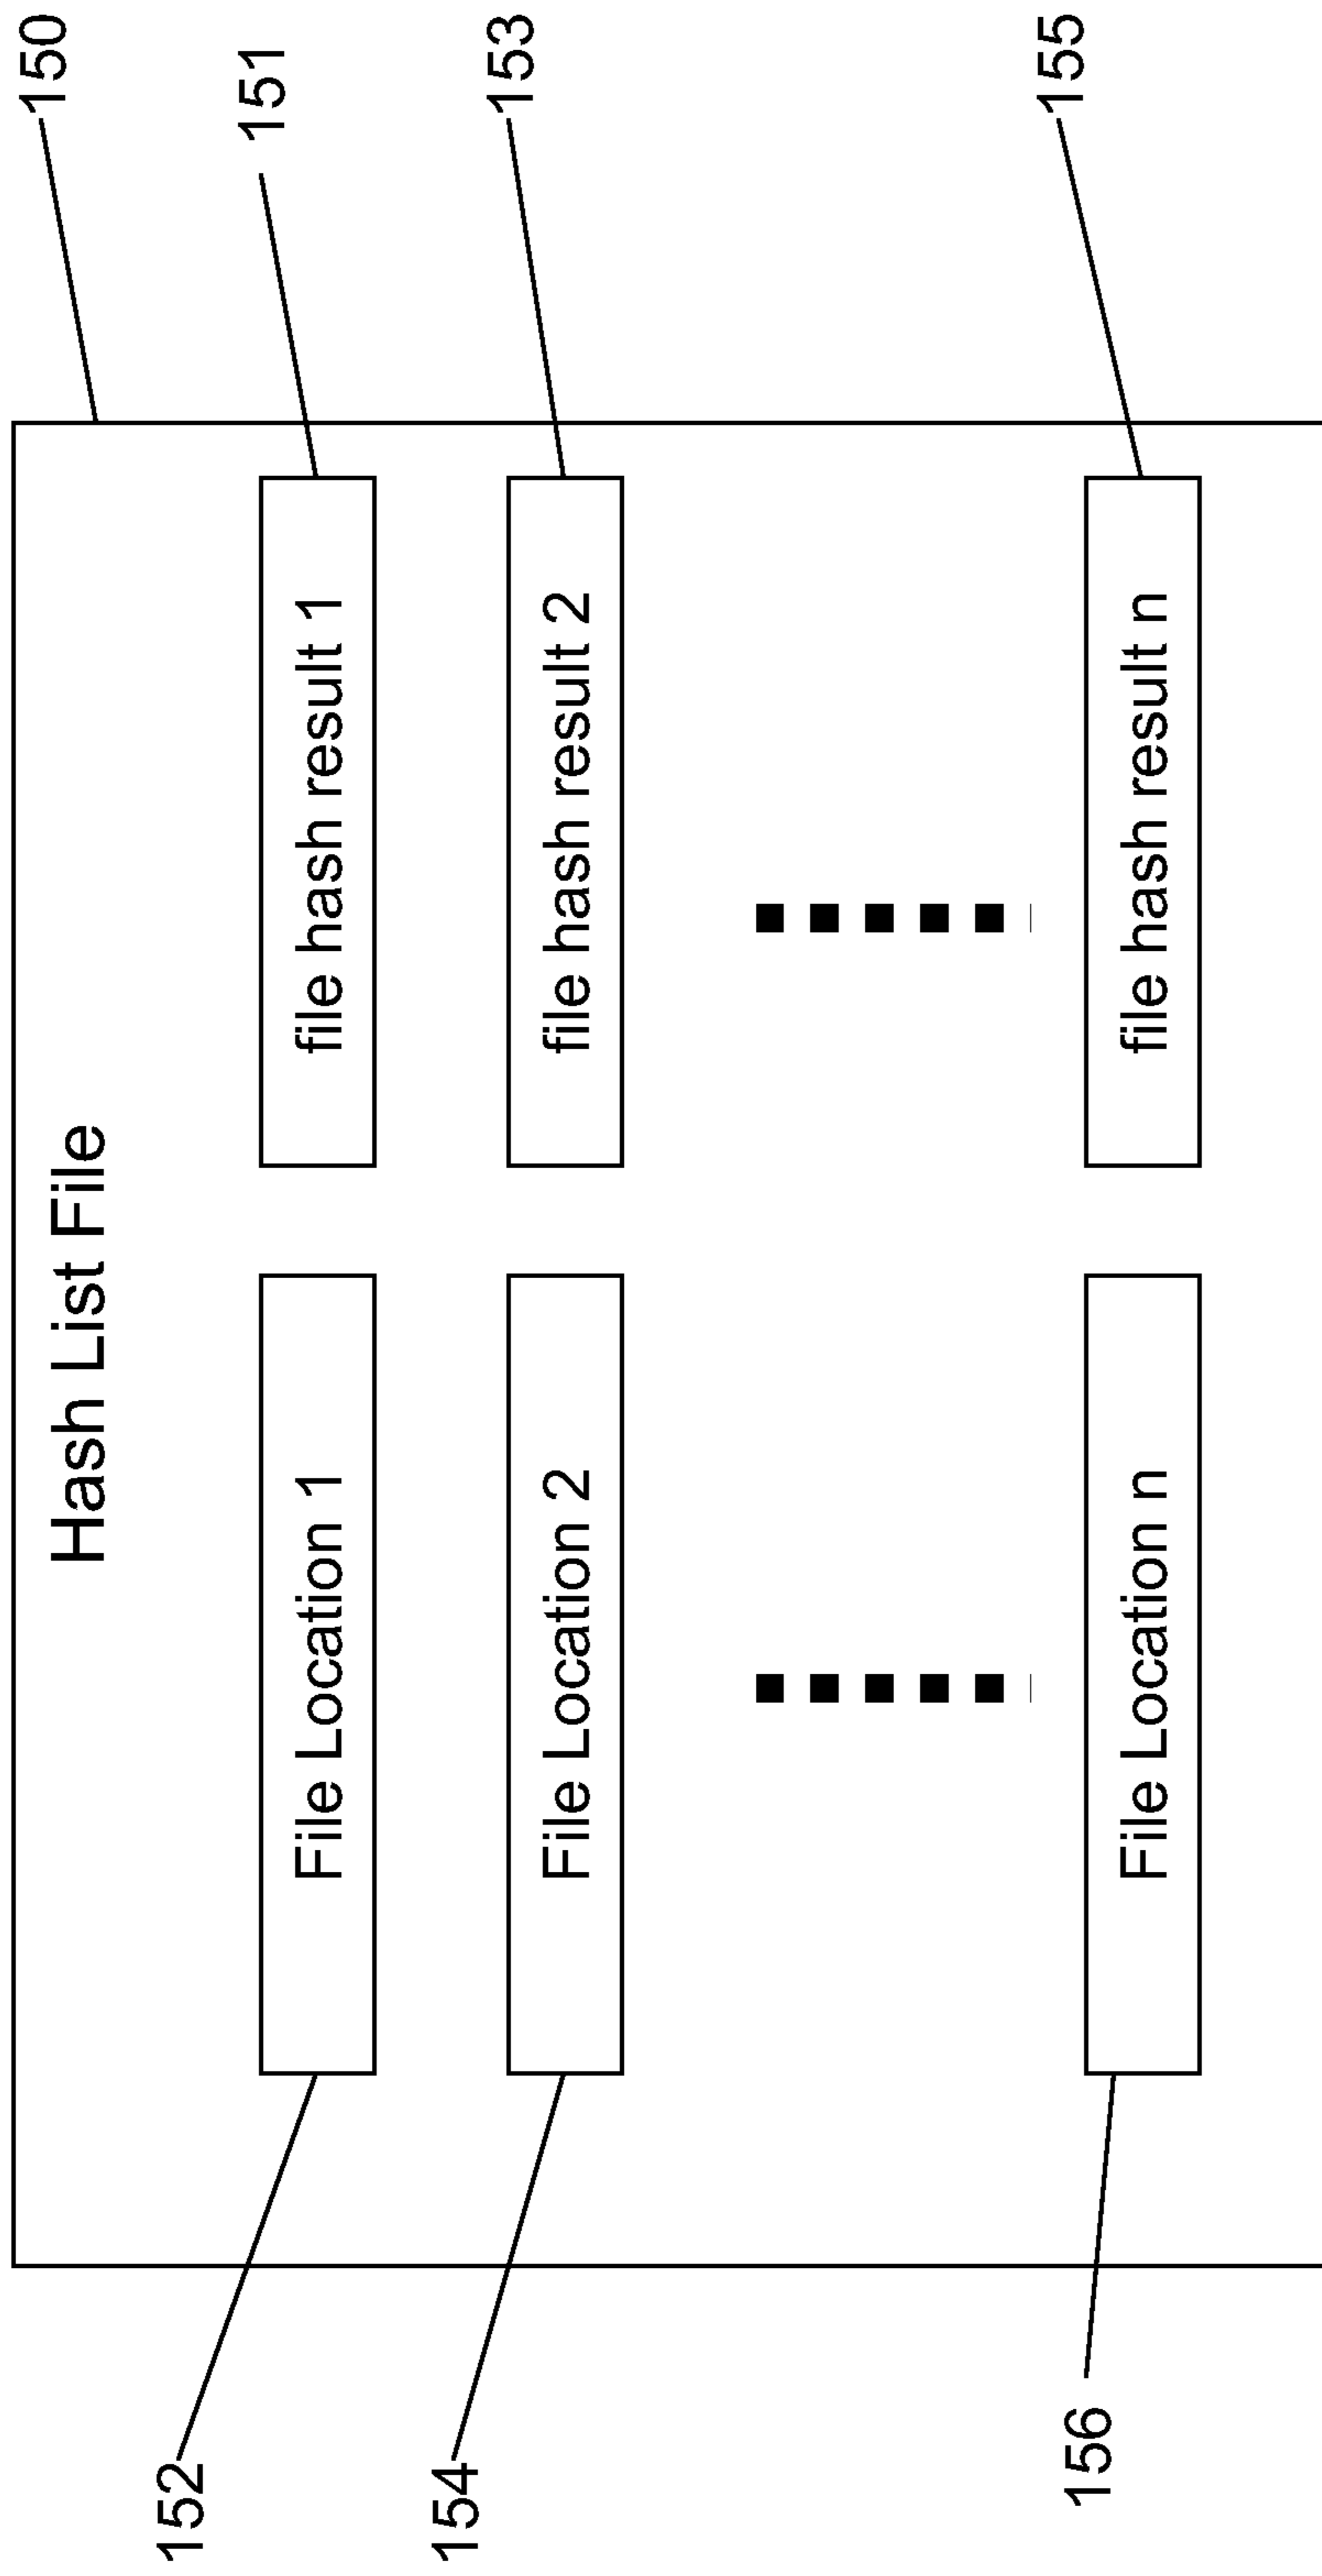 150
Hash List File
151
152
File Location 1
file hash result 1
153
154
File Location 2
file hash result 2
155
156
File Location n
file hash result n